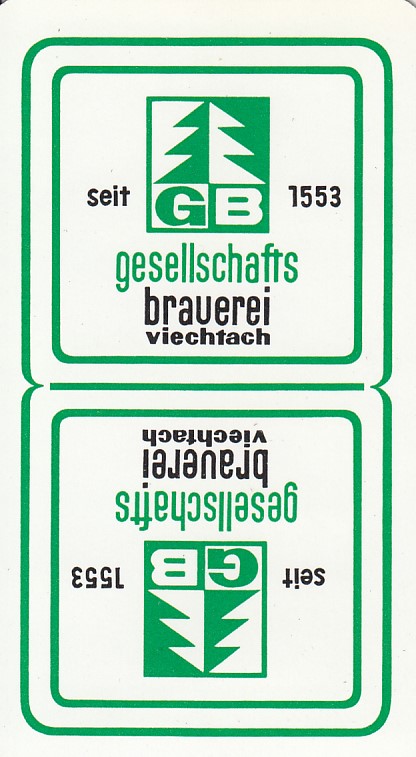 GB
seit 1553
gesellschafts
brauerei
viechtach
GB
seit 1553
gesellschafts
brauerei
viechtach